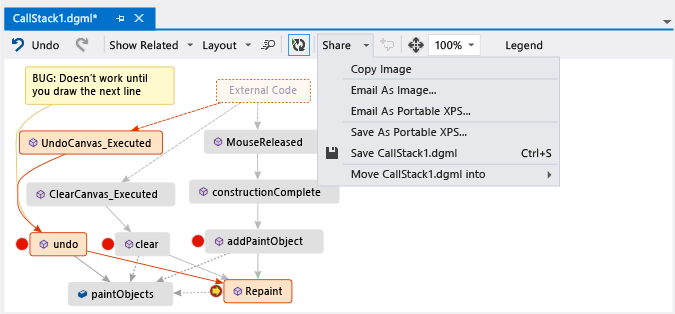 CallStack1.dgml*
Undo
Show Related
Layout
Share
100%
Legend
BUG: Doesn't work until
you draw the next line
External Code
UndoCanvas_Executed
MouseReleased
ClearCanvas_Executed
constructionComplete
undo
clear
addPaintObject
paintObjects
Repaint
Copy Image
Email As Image...
Email As Portable XPS...
Save As Portable XPS...
Save CallStack1.dgml Ctrl+S
Move CallStack1.dgml into